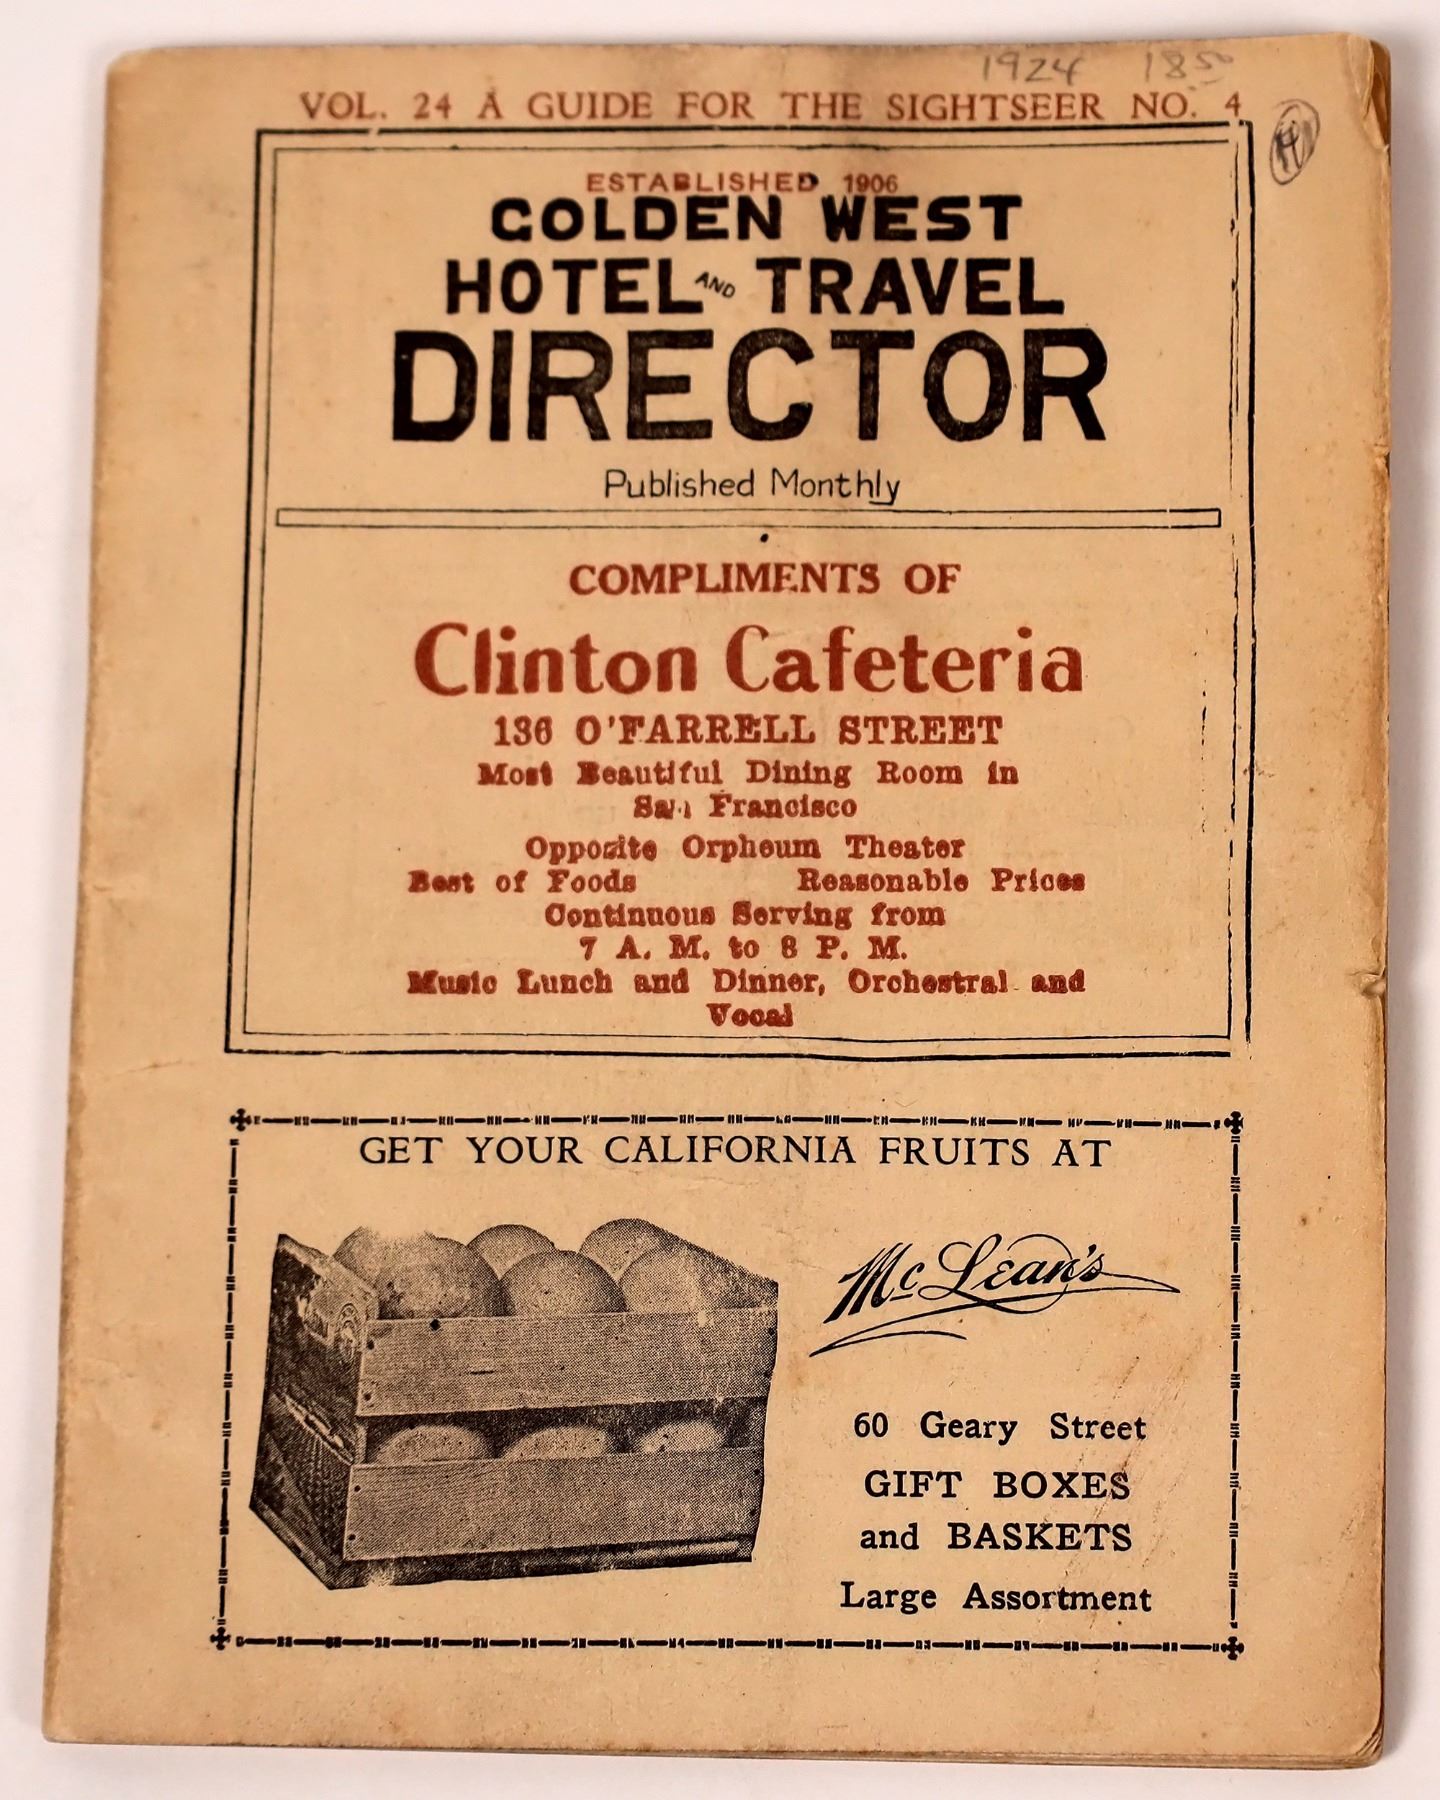 1924 1850
VOL. 24 A GUIDE FOR THE SIGHTSEER NO. 4
ESTABLISHED 1906
GOLDEN WEST
HOTEL AND TRAVEL
DIRECTOR
Published Monthly
COMPLIMENTS OF
Clinton Cafeteria
136 O'FARRELL STREET
Most Beautiful Dining Room in
San Francisco
Opposite Orpheum Theater
Best of Foods Reasonable Prices
Continuous Serving from
7 A. M. to 8 P. M.
Music Lunch and Dinner, Orchestral and
Vocal
GET YOUR CALIFORNIA FRUITS AT
McLean's
60 Geary Street
GIFT BOXES
and BASKETS
Large Assortment